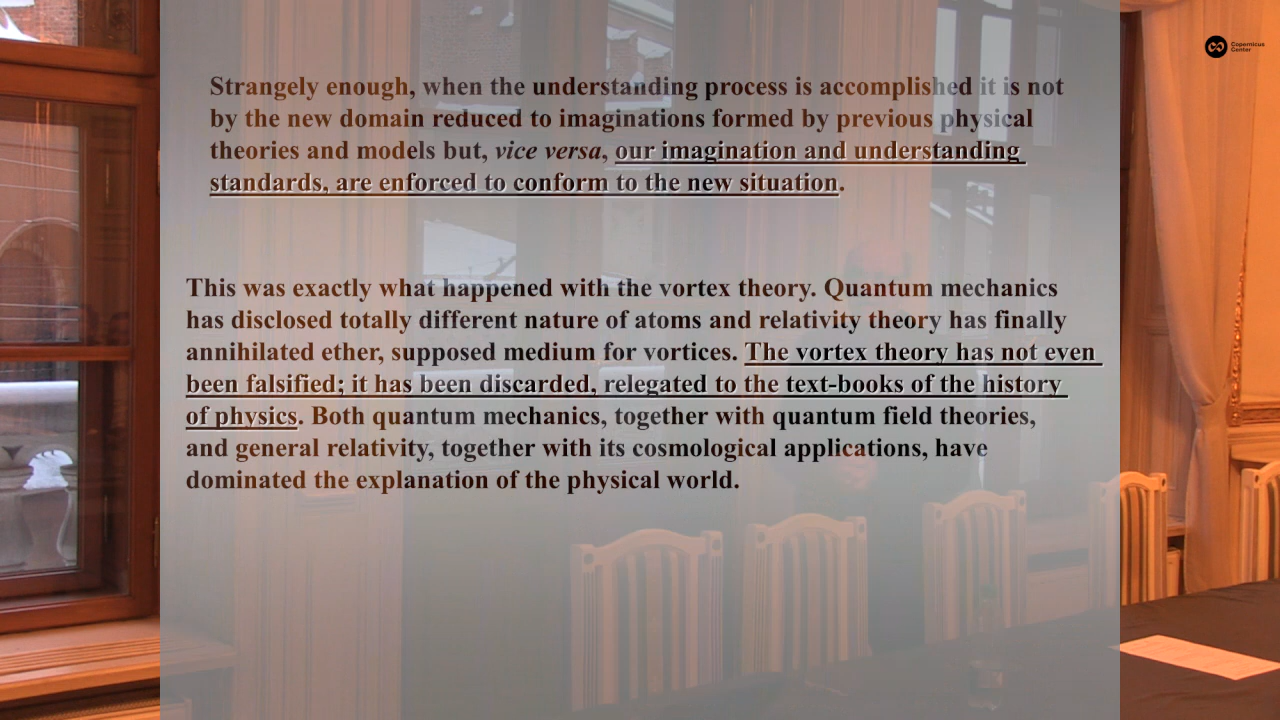 Copernicus
Center
Strangely enough, when the understanding process is accomplished it is not
by the new domain reduced to imaginations formed by previous physical
theories and models but, vice versa, our imagination and understanding
standards, are enforced to conform to the new situation.
This was exactly what happened with the vortex theory. Quantum mechanics
has disclosed totally different nature of atoms and relativity theory has finally
annihilated ether, supposed medium for vortices. The vortex theory has not even
been falsified; it has been discarded, relegated to the text-books of the history
of physics. Both quantum mechanics, together with quantum field theories,
and general relativity, together with its cosmological applications, have
dominated the explanation of the physical world.